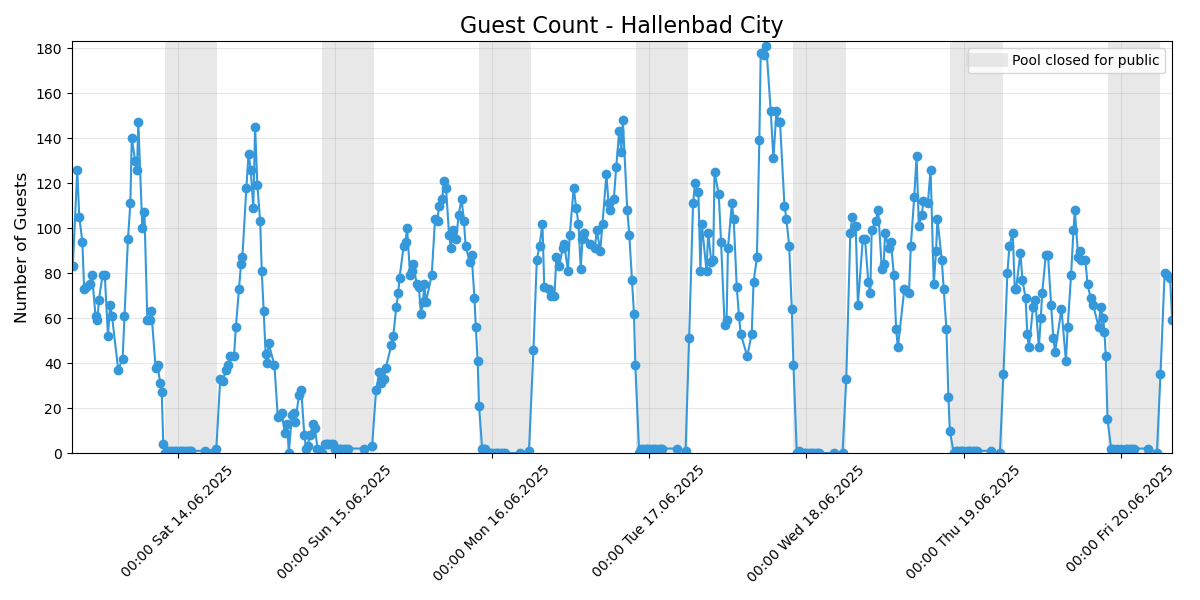 Guest Count - Hallenbad City
Pool closed for public
Number of Guests
180
160
140
120
100
80
60
40
20
0
00:00 Sat 14.06.2025
00:00 Sun 15.06.2025
00:00 Mon 16.06.2025
00:00 Tue 17.06.2025
00:00 Wed 18.06.2025
00:00 Thu 19.06.2025
00:00 Fri 20.06.2025